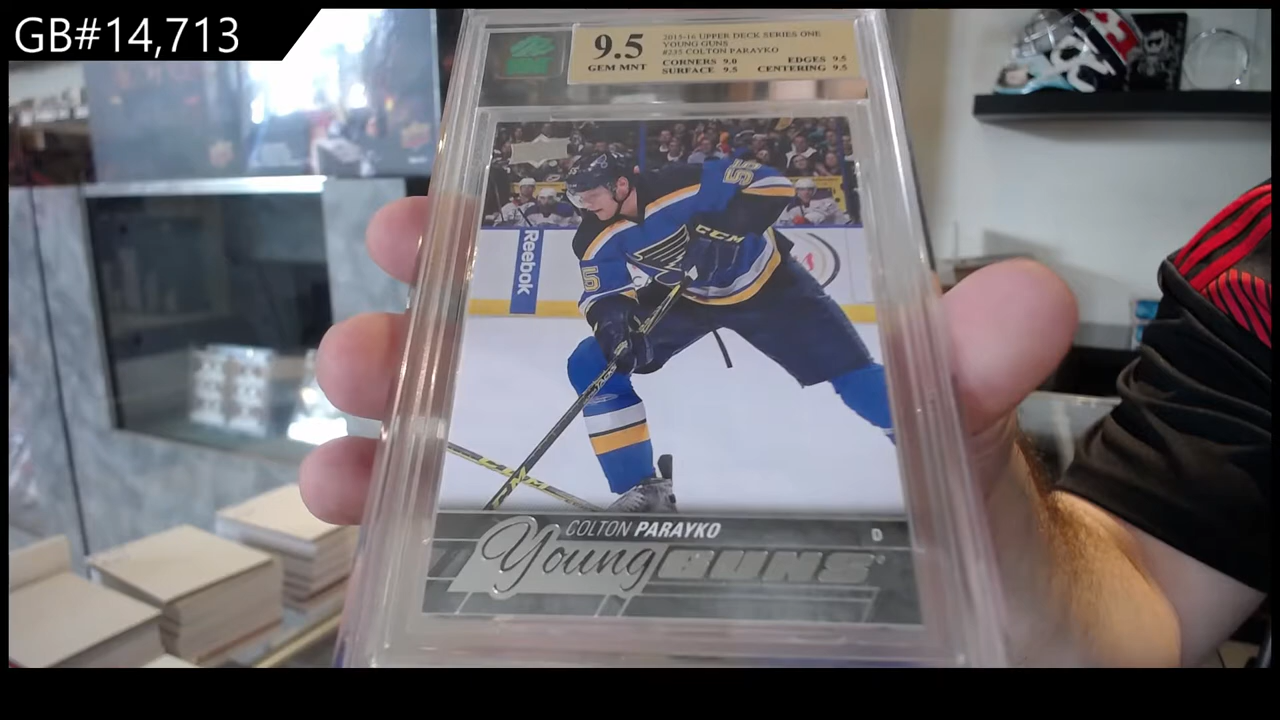 GB#14,713
9.5
GEM MNT
2015-16 UPPER DECK SERIES ONE
YOUNG GUNS
#235 COLTON PARAYKO
CORNERS 9.0 EDGES 9.5
SURFACE 9.5 CENTERING 9.5
55
CCM
Reebok
5
COLTON PARAYKO
D
Young GUNS